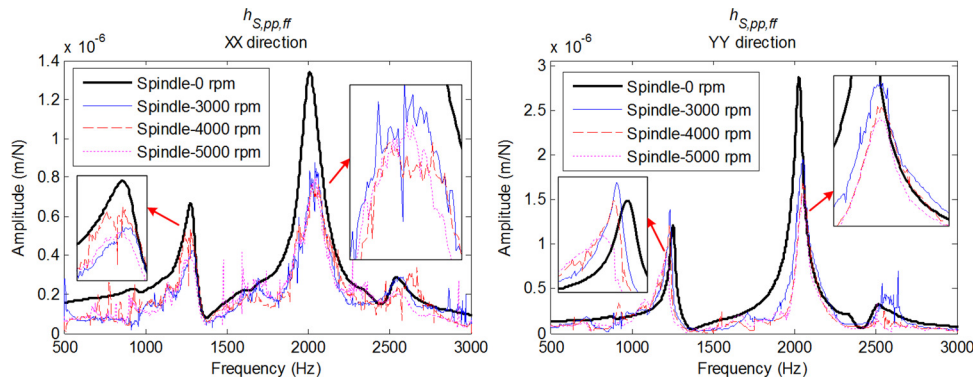 h_S,pp,ff
XX direction
x 10^-6
1.4
1.2
1
0.8
0.6
0.4
0.2
0
500 1000 1500 2000 2500 3000
Amplitude (m/N)
Frequency (Hz)
Spindle-0 rpm
Spindle-3000 rpm
Spindle-4000 rpm
Spindle-5000 rpm
h_S,pp,ff
YY direction
x 10^-6
3
2.5
2
1.5
1
0.5
0
500 1000 1500 2000 2500 3000
Amplitude (m/N)
Frequency (Hz)
Spindle-0 rpm
Spindle-3000 rpm
Spindle-4000 rpm
Spindle-5000 rpm